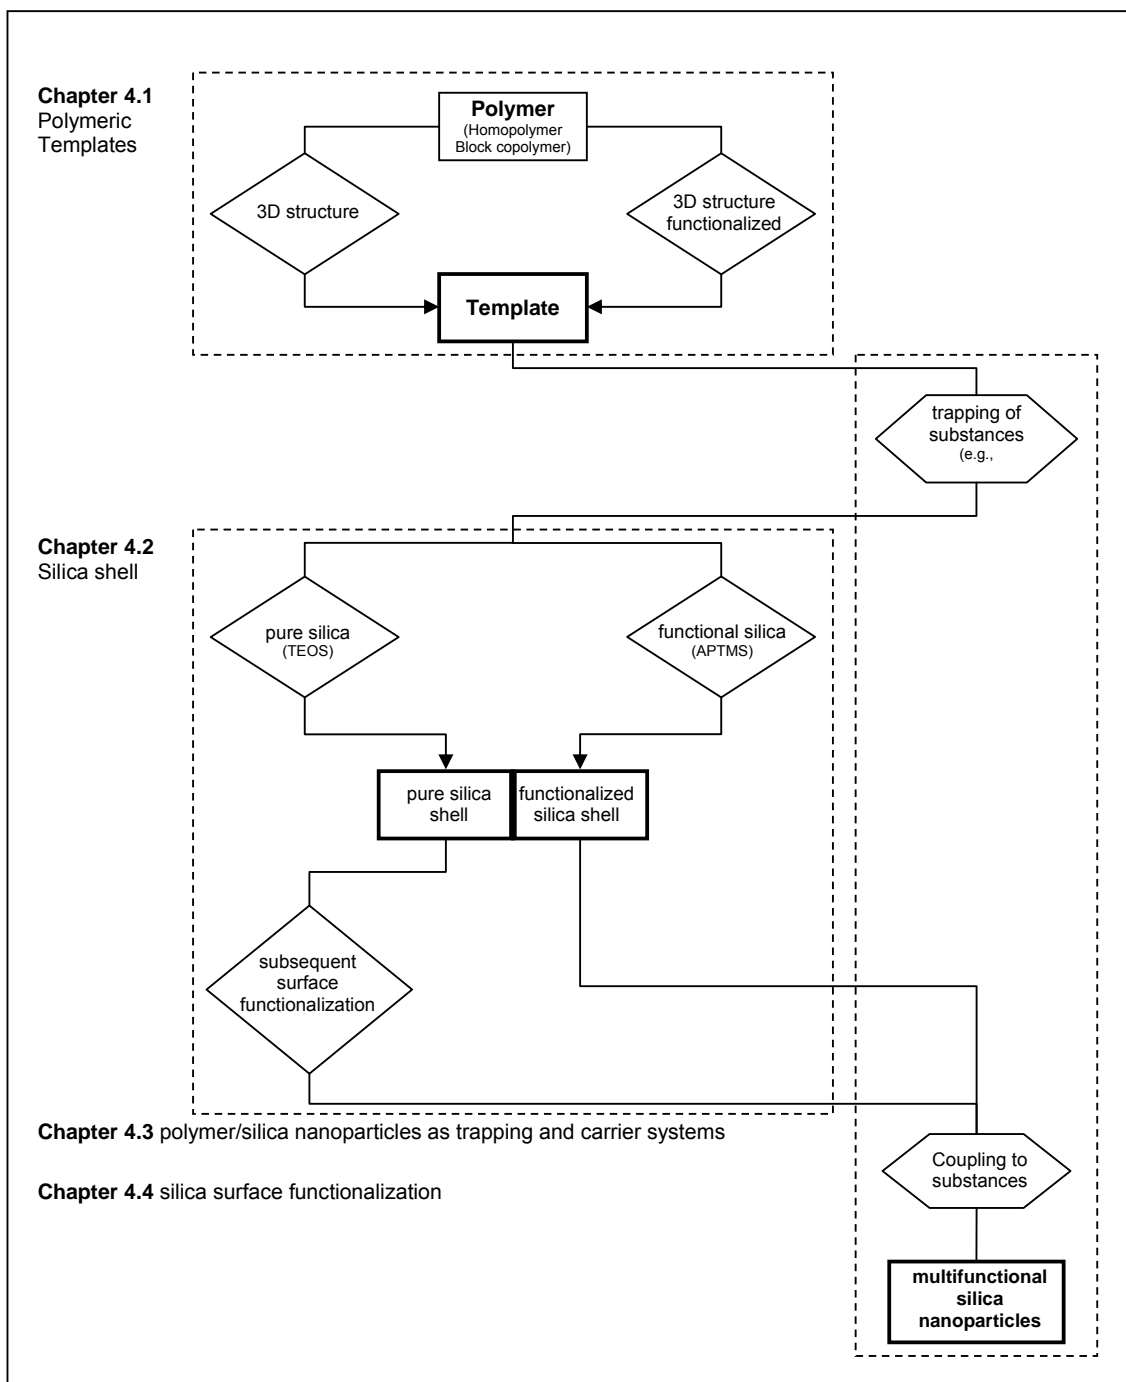 Chapter 4.1
Polymeric
Templates
Polymer
(Homopolymer
Block copolymer)
3D structure
3D structure
functionalized
Template
trapping of
substances
(e.g.,
Chapter 4.2
Silica shell
pure silica
(TEOS)
functional silica
(APTMS)
pure silica
shell
functionalized
silica shell
subsequent
surface
functionalization
Chapter 4.3 polymer/silica nanoparticles as trapping and carrier systems
Coupling to
substances
Chapter 4.4 silica surface functionalization
multifunctional
silica
nanoparticles